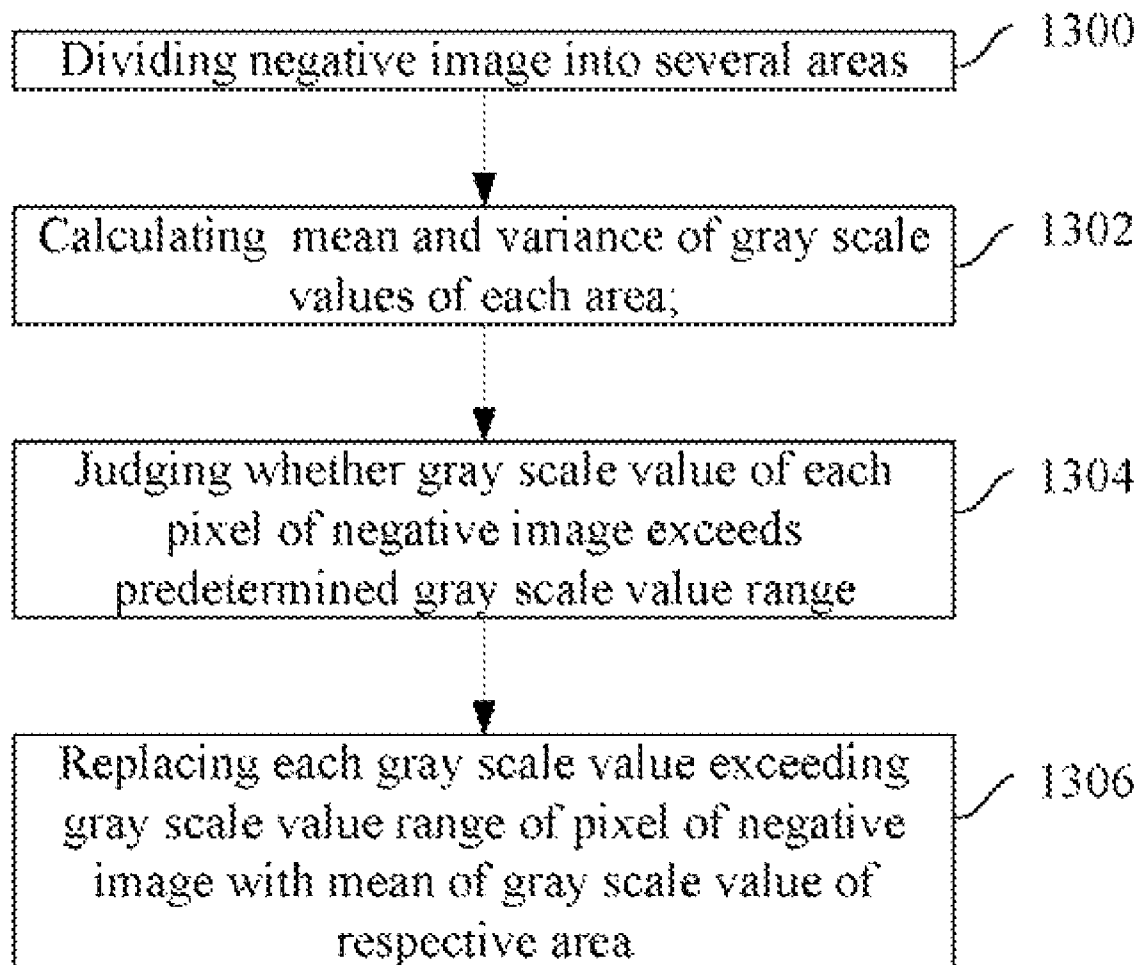 1300
Dividing negative image into several areas
1302
Calculating mean and variance of gray scale
values of each area;
1304
Judging whether gray scale value of each
pixel of negative image exceeds
predetermined gray scale value range
1306
Replacing each gray scale value exceeding
gray scale value range of pixel of negative
image with mean of gray scale value of
respective area